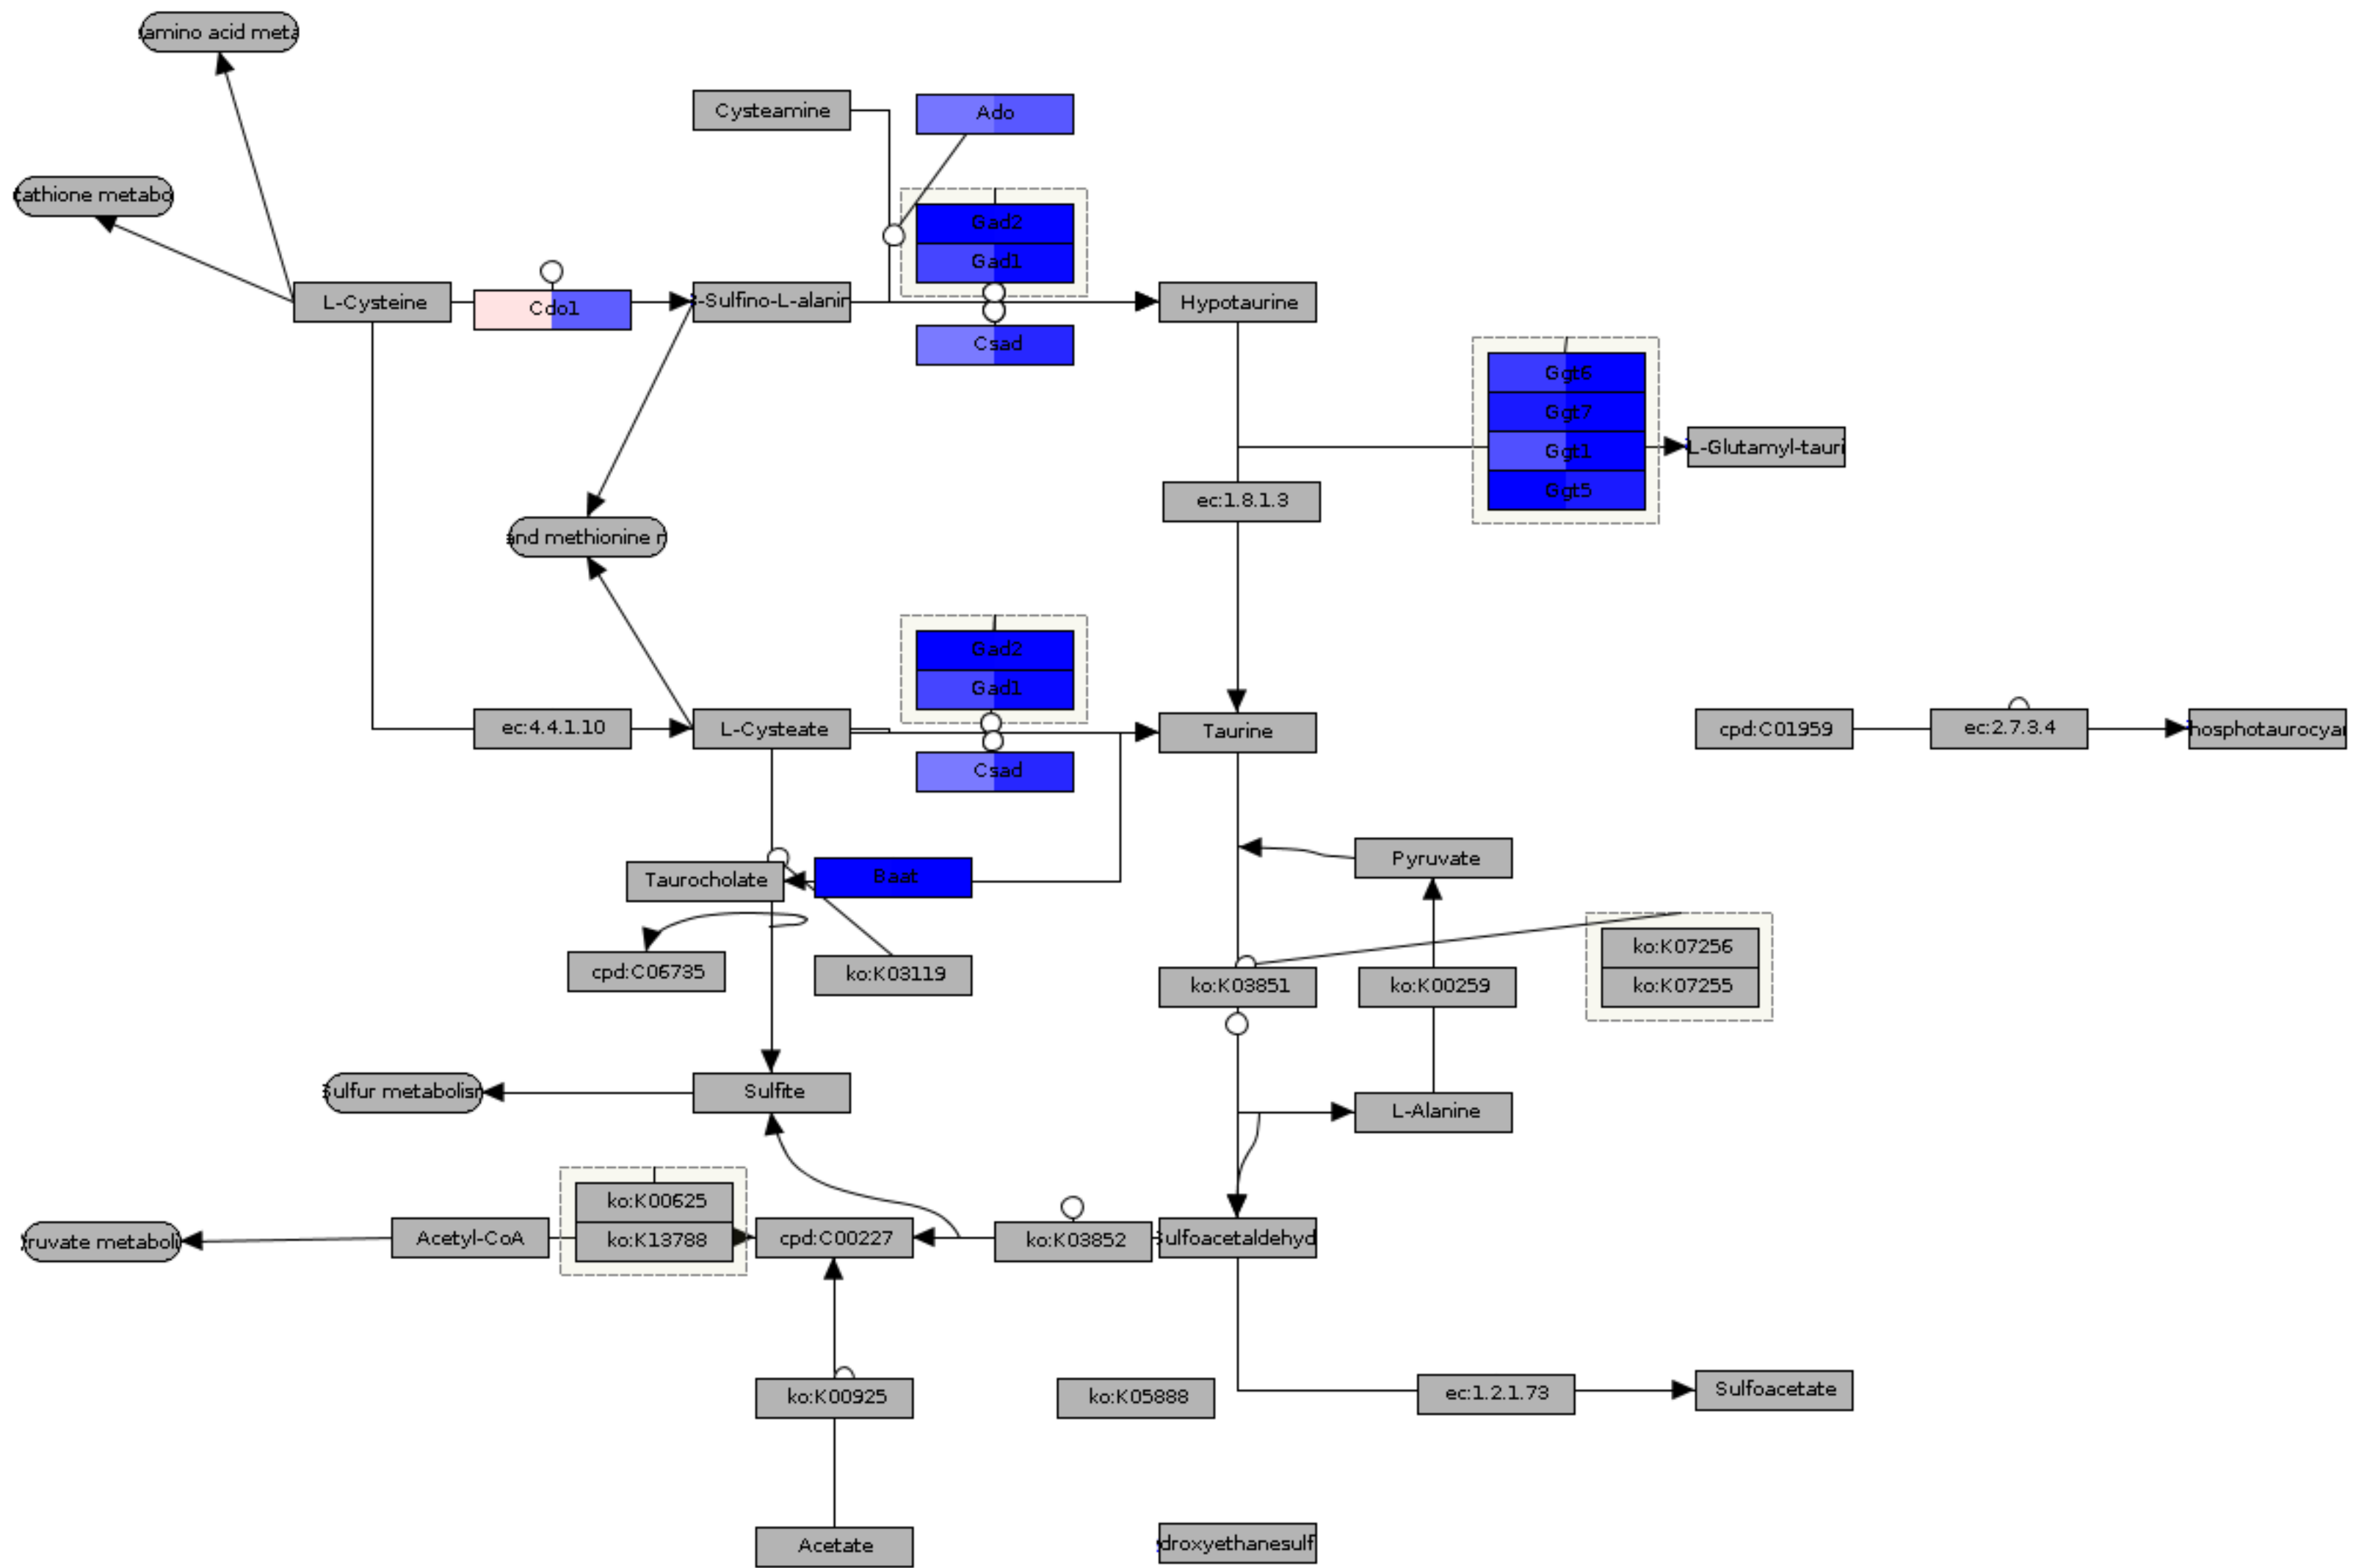 amino acid meta
Cysteamine
Ado
tathione metabo
Gad2
Gad1
L-Cysteine
Cdo1
-Sulfino-L-alanin
Hypotaurine
Csad
Ggt6
Ggt7
Ggt1
Ggt5
L-Glutamyl-tauri
ec:1.8.1.3
and methionine r
Gad2
Gad1
ec:4.4.1.10
L-Cysteate
Taurine
cpd:C01959
ec:2.7.3.4
hosphotaurocyar
Csad
Pyruvate
Taurocholate
Baat
ko:K07256
cpd:C06735
ko:K03119
ko:K03851
ko:K00259
ko:K07255
Sulfur metabolisr
Sulfite
L-Alanine
ko:K00625
ruvate metaboli
Acetyl-CoA
ko:K13788
cpd:C00227
ko:K03852
Sulfoacetaldehyd
ko:K00925
ko:K05888
ec:1.2.1.73
Sulfoacetate
Acetate
droxyethanesulf